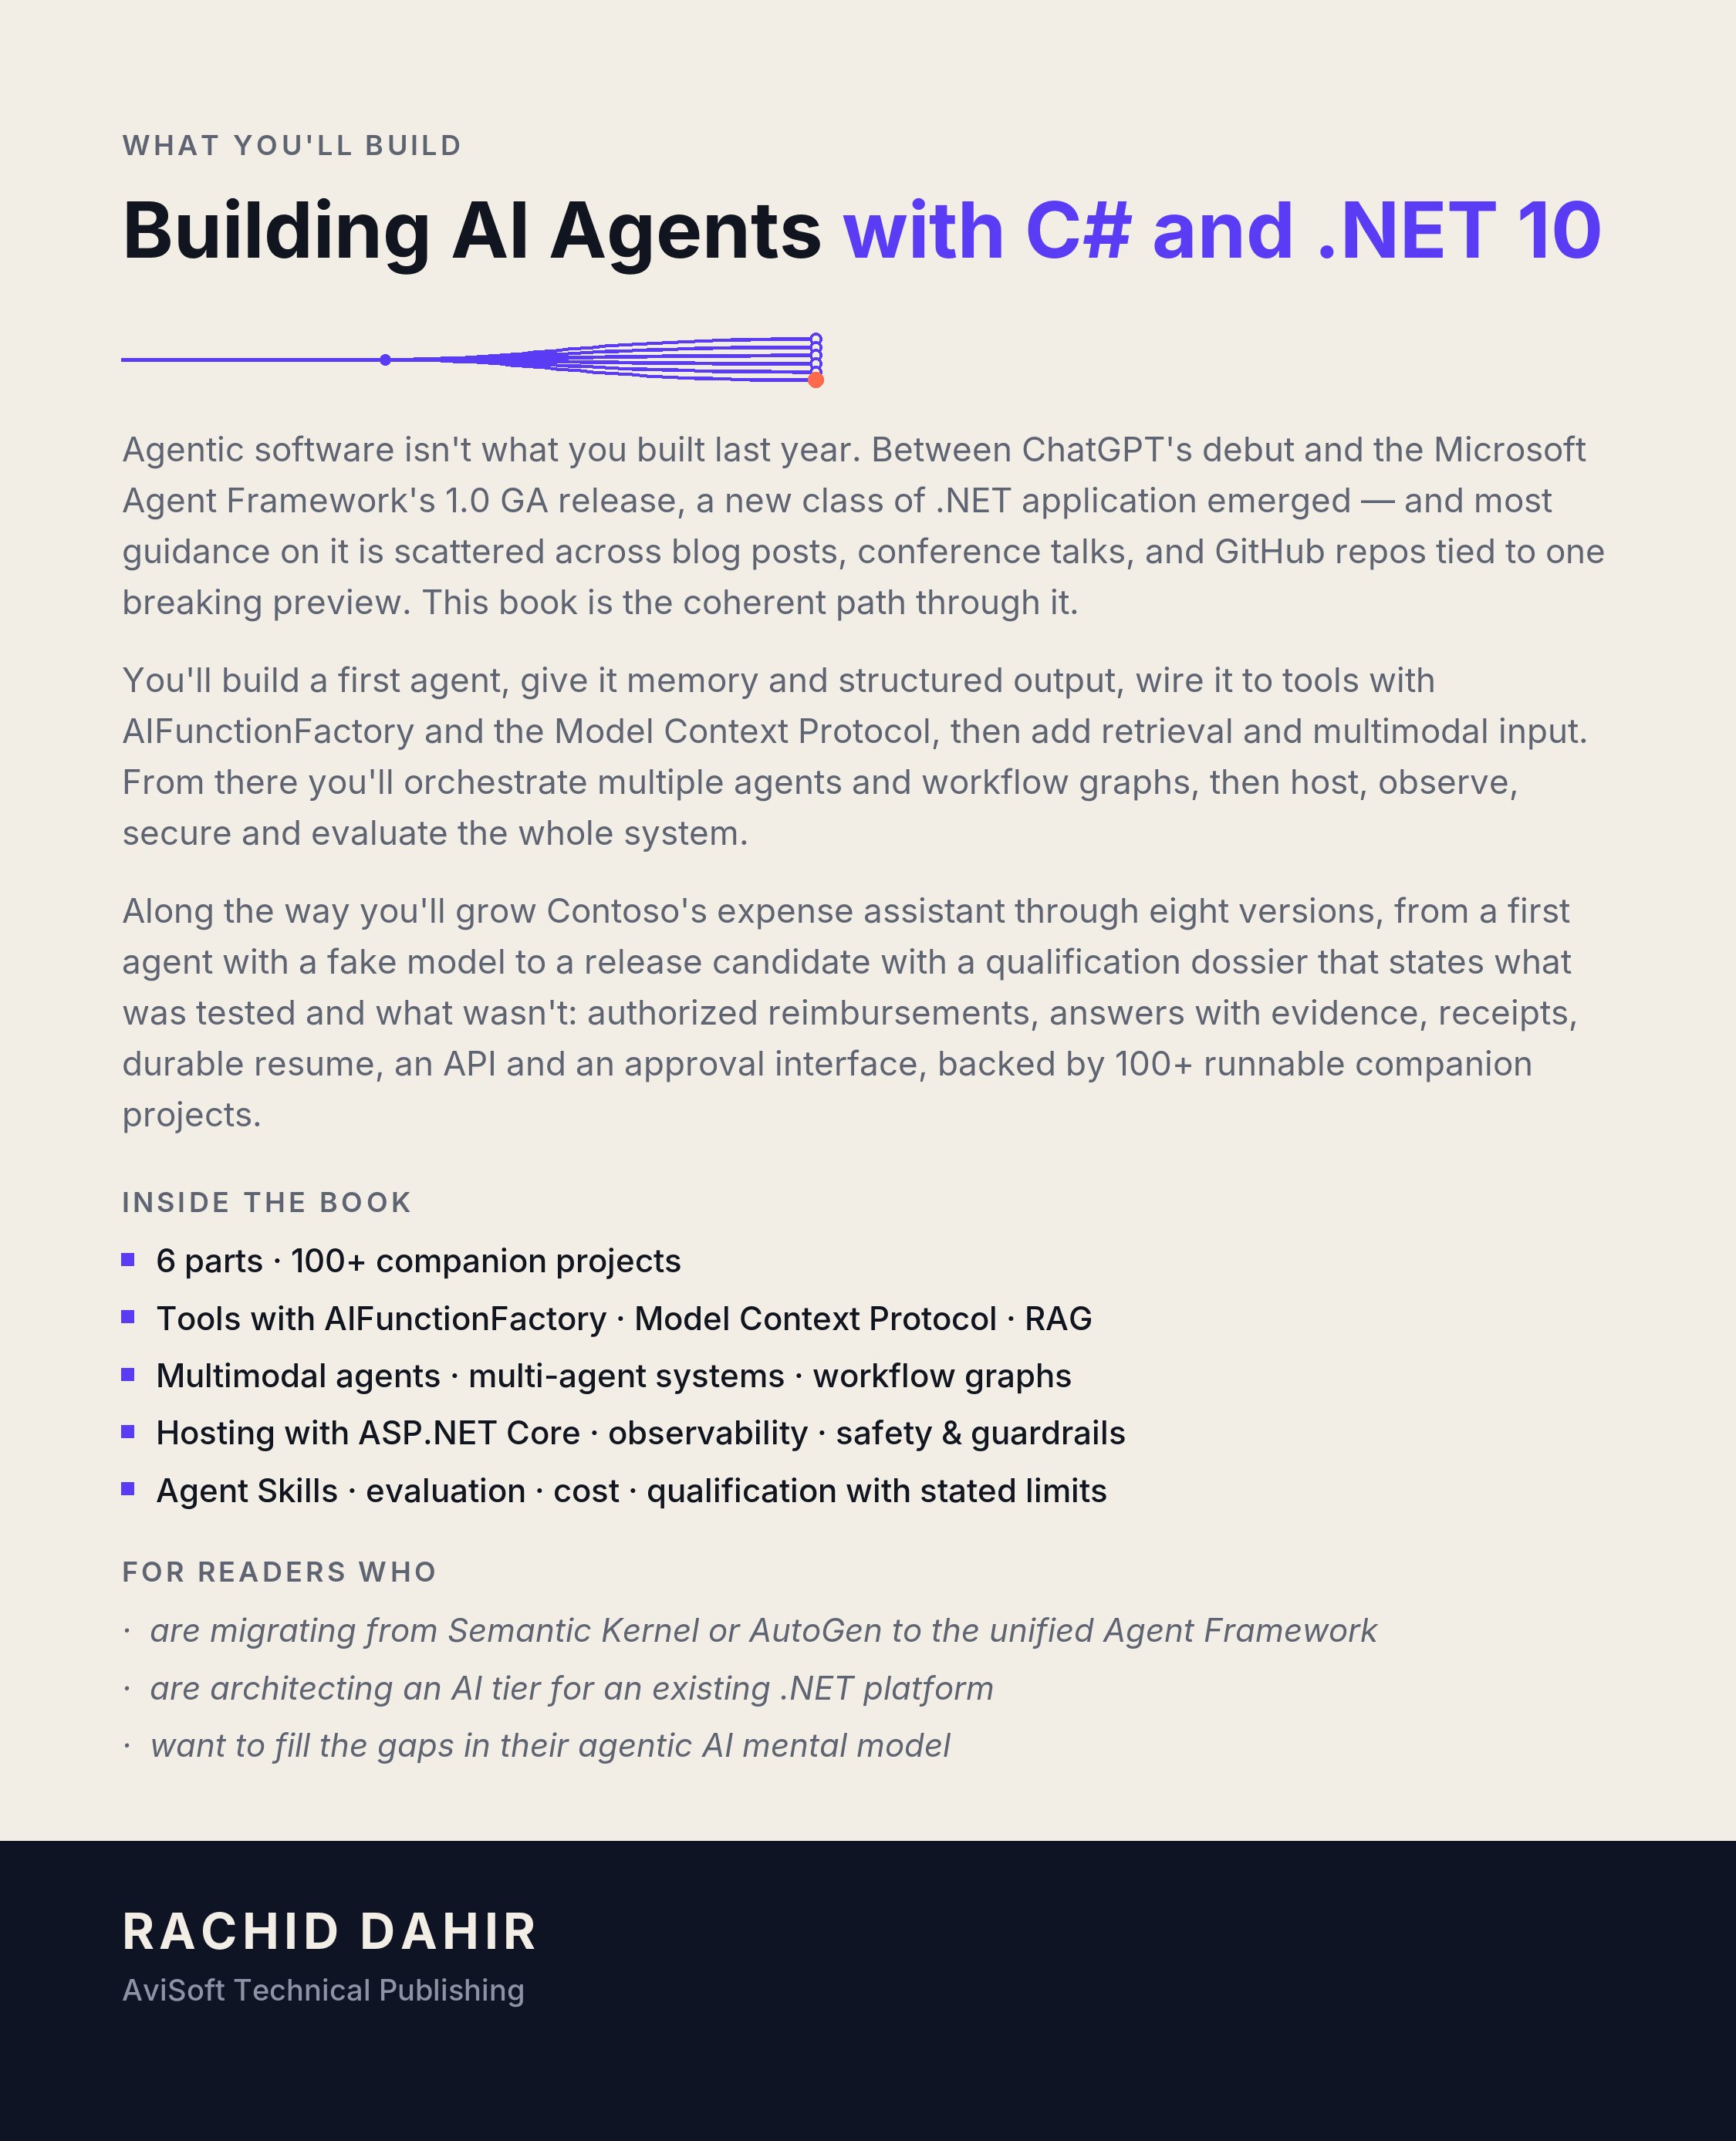 WHAT YOU'LL BUILD
Building AI Agents with C# and .NET 10
Agentic software isn't what you built last year. Between ChatGPT's debut and the Microsoft
Agent Framework's 1.0 GA release, a new class of .NET application emerged — and most
guidance on it is scattered across blog posts, conference talks, and GitHub repos tied to one
breaking preview. This book is the coherent path through it.
You'll build a first agent, give it memory and structured output, wire it to tools with
AIFunctionFactory and the Model Context Protocol, then add retrieval and multimodal input.
From there you'll orchestrate multiple agents and workflow graphs, then host, observe,
secure and evaluate the whole system.
Along the way you'll grow Contoso's expense assistant through eight versions, from a first
agent with a fake model to a release candidate with a qualification dossier that states what
was tested and what wasn't: authorized reimbursements, answers with evidence, receipts,
durable resume, an API and an approval interface, backed by 100+ runnable companion
projects.
INSIDE THE BOOK
6 parts · 100+ companion projects
Tools with AIFunctionFactory · Model Context Protocol · RAG
Multimodal agents · multi-agent systems · workflow graphs
Hosting with ASP.NET Core · observability · safety & guardrails
Agent Skills · evaluation · cost · qualification with stated limits
FOR READERS WHO
· are migrating from Semantic Kernel or AutoGen to the unified Agent Framework
· are architecting an AI tier for an existing .NET platform
· want to fill the gaps in their agentic AI mental model
RACHID DAHIR
AviSoft Technical Publishing